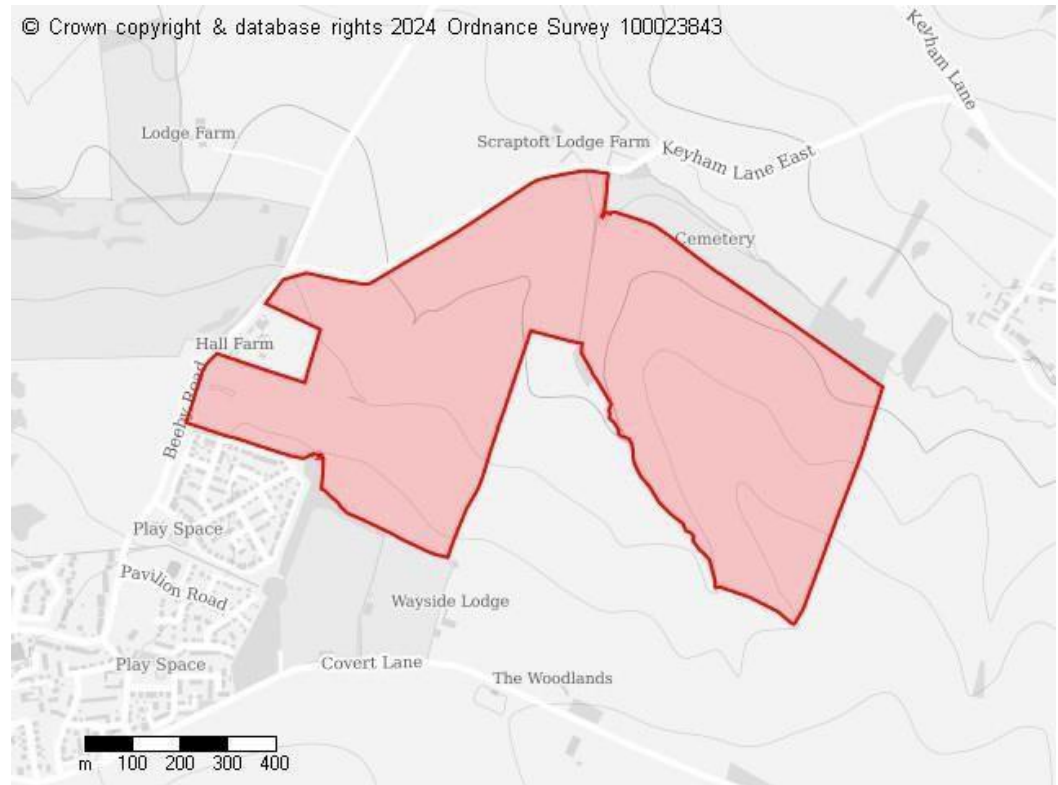 © Crown copyright & database rights 2024 Ordnance Survey 100023843
Keyham Lane
Lodge Farm
Scraptoft Lodge Farm
Keyham Lane East
Cemetery
Hall Farm
Beeby Road
Play Space
Pavilion Road
Wayside Lodge
Play Space
Covert Lane
The Woodlands
m 100 200 300 400